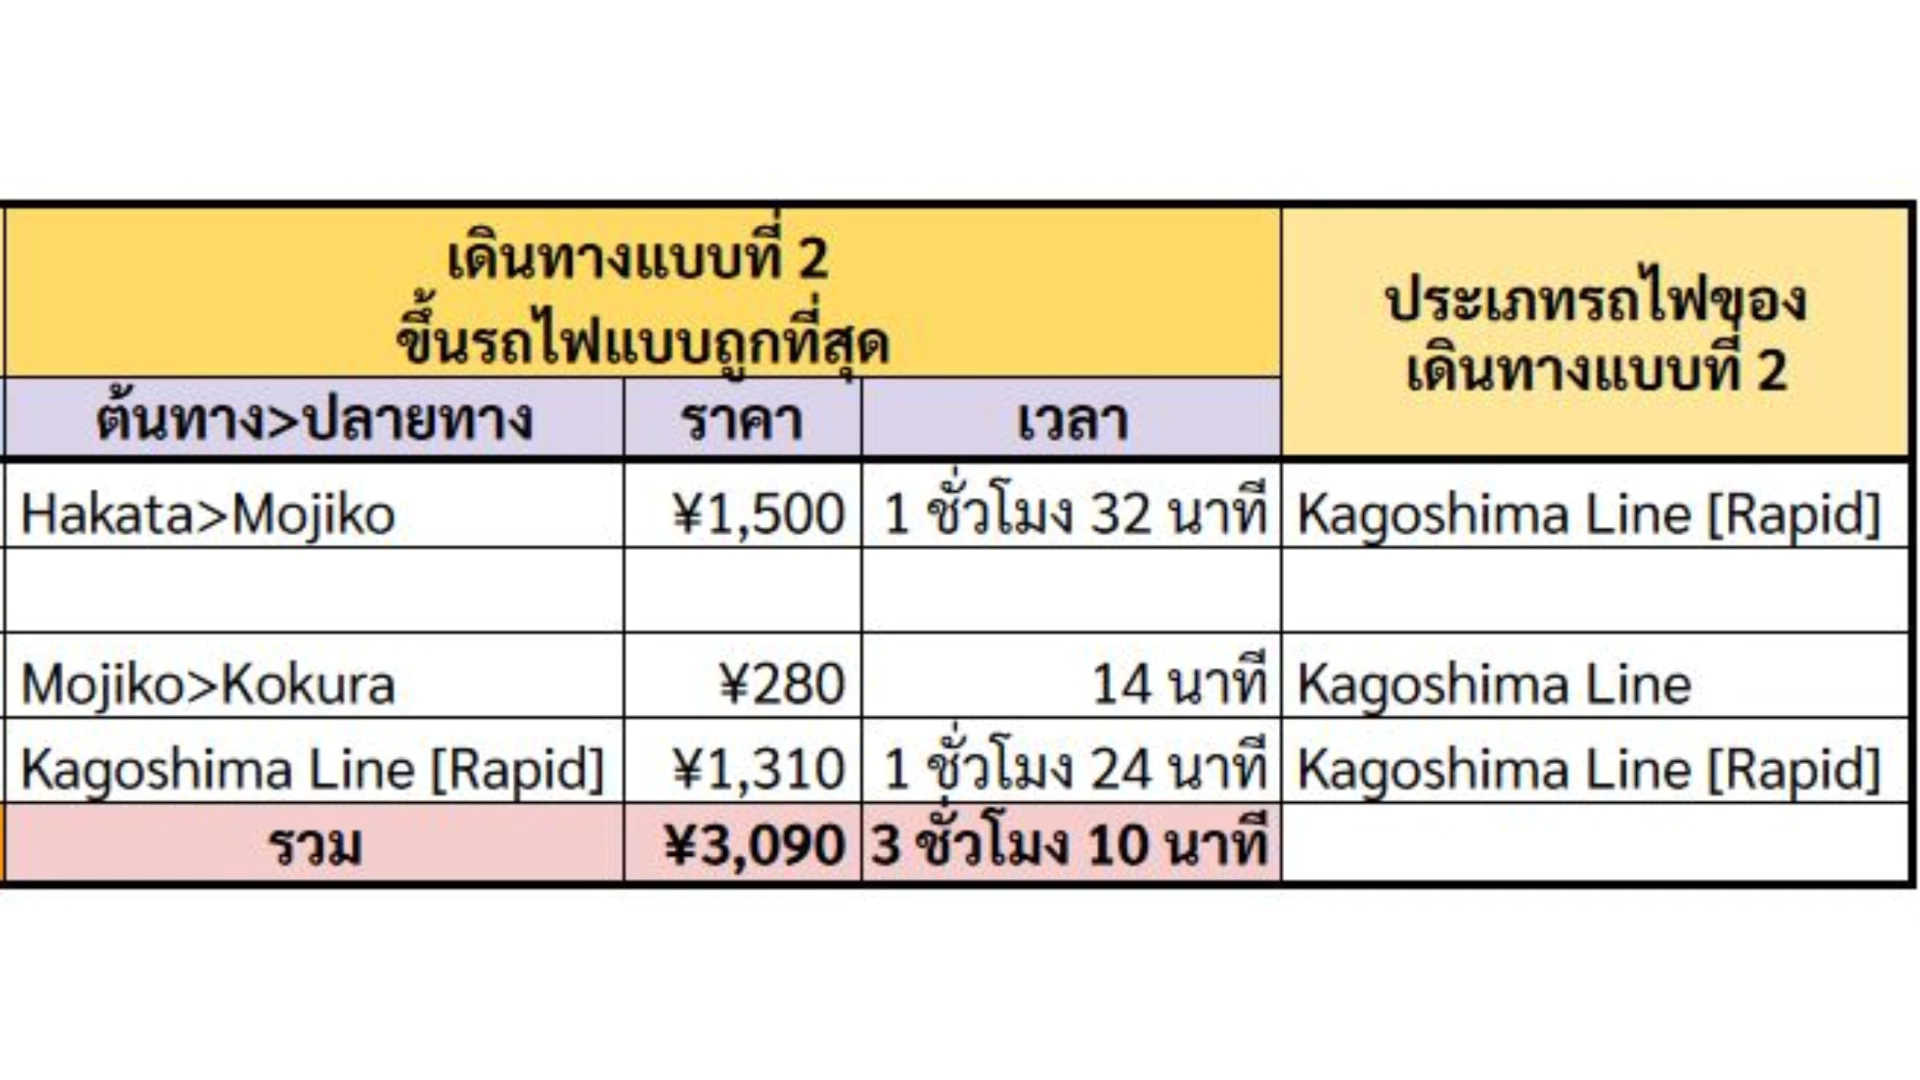 เดินทางแบบที่ 2
ขึ้นรถไฟแบบถูกที่สุด
ประเภทรถไฟของ
เดินทางแบบที่ 2
ต้นทาง>ปลายทาง ราคา เวลา
Hakata>Mojiko ¥1,500 1 ชั่วโมง 32 นาที Kagoshima Line [Rapid]
Mojiko>Kokura ¥280 14 นาที Kagoshima Line
Kagoshima Line [Rapid] ¥1,310 1 ชั่วโมง 24 นาที Kagoshima Line [Rapid]
รวม ¥3,090 3 ชั่วโมง 10 นาที